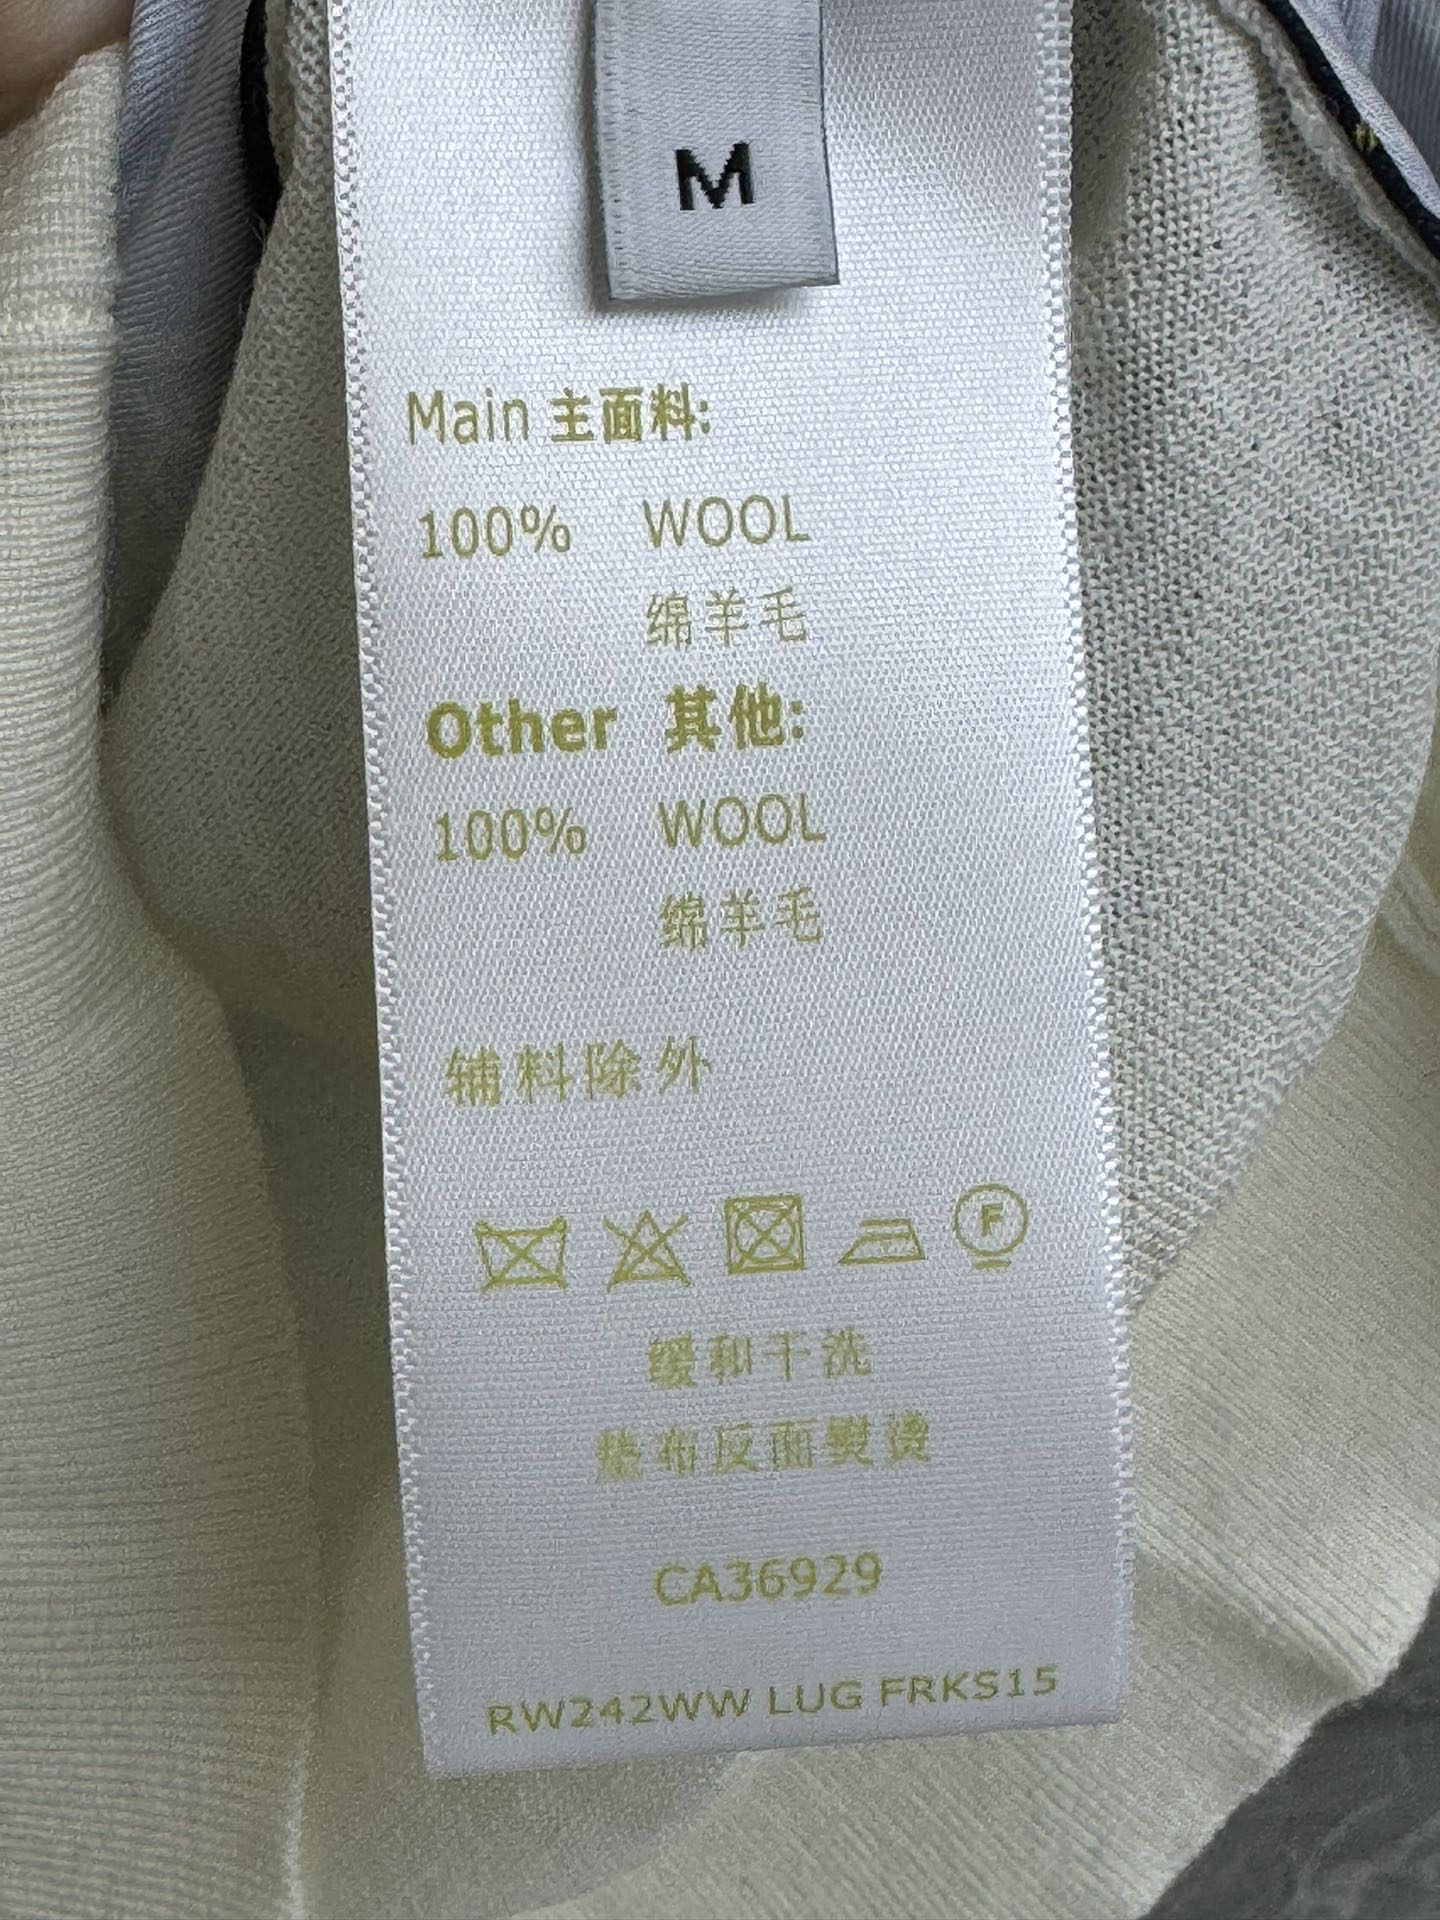 M
Main 主面料:
100% WOOL
绵羊毛
Other 其他:
100% WOOL
绵羊毛
辅料除外
F
缓和干洗
垫布反面熨烫
CA36929
RW242WW LUG FRKS15